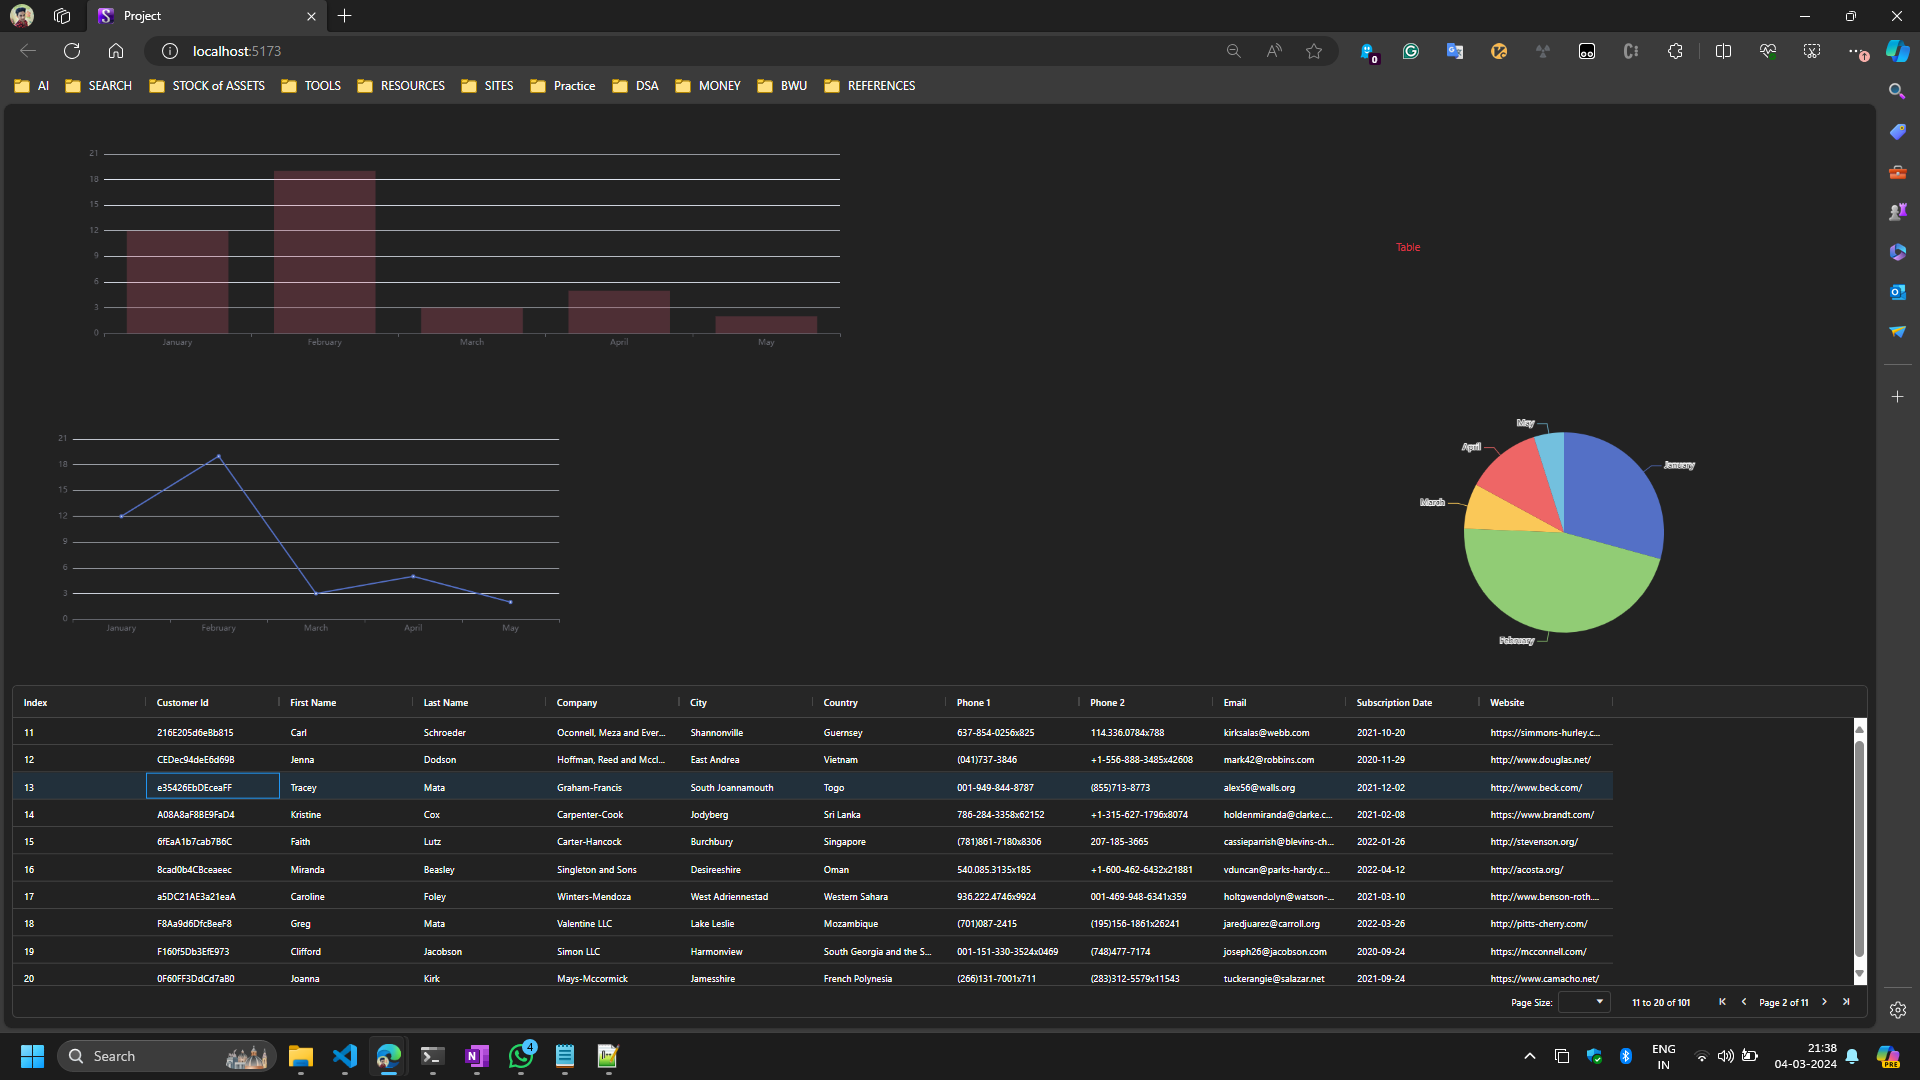 Project
localhost:5173
0
1
AI SEARCH STOCK of ASSETS TOOLS RESOURCES SITES Practice DSA MONEY BWU REFERENCES
21
18
15
12
9
6
3
0
January February March April May
Table
21
18
15
12
9
6
3
0
January February March April May
May
April
January
March
February
Index Customer Id First Name Last Name Company City Country Phone 1 Phone 2 Email Subscription Date Website
11 216E205d6eBb815 Carl Schroeder Oconnell, Meza and Ever... Shannonville Guernsey 637-854-0256x825 114.336.0784x788 kirksalas@webb.com 2021-10-20 https://simmons-hurley.c...
12 CEDec94deE6d69B Jenna Dodson Hoffman, Reed and Mccl... East Andrea Vietnam (041)737-3846 +1-556-888-3485x42608 mark42@robbins.com 2020-11-29 http://www.douglas.net/
13 e35426EbDEceaFF Tracey Mata Graham-Francis South Joannamouth Togo 001-949-844-8787 (855)713-8773 alex56@walls.org 2021-12-02 http://www.beck.com/
14 A08A8aF8BE9FaD4 Kristine Cox Carpenter-Cook Jodyberg Sri Lanka 786-284-3358x62152 +1-315-627-1796x8074 holdenmiranda@clarke.c... 2021-02-08 https://www.brandt.com/
15 6fEaA1b7cab7B6C Faith Lutz Carter-Hancock Burchbury Singapore (781)861-7180x8306 207-185-3665 cassieparrish@blevins-ch... 2022-01-26 http://stevenson.org/
16 8cad0b4CBceaeec Miranda Beasley Singleton and Sons Desireeshire Oman 540.085.3135x185 +1-600-462-6432x21881 vduncan@parks-hardy.c... 2022-04-12 http://acosta.org/
17 a5DC21AE3a21eaA Caroline Foley Winters-Mendoza West Adriennestad Western Sahara 936.222.4746x9924 001-469-948-6341x359 holtgwendolyn@watson-... 2021-03-10 http://www.benson-roth....
18 F8Aa9d6DfcBeeF8 Greg Mata Valentine LLC Lake Leslie Mozambique (701)087-2415 (195)156-1861x26241 jaredjuarez@carroll.org 2022-03-26 http://pitts-cherry.com/
19 F160f5Db3EfE973 Clifford Jacobson Simon LLC Harmonview South Georgia and the S... 001-151-330-3524x0469 (748)477-7174 joseph26@jacobson.com 2020-09-24 https://mcconnell.com/
20 0F60FF3DdCd7aB0 Joanna Kirk Mays-Mccormick Jamesshire French Polynesia (266)131-7001x711 (283)312-5579x11543 tuckerangie@salazar.net 2021-09-24 https://www.camacho.net/
Page Size: 11 to 20 of 101 Page 2 of 11
Search
4
ENG
IN
21:38
04-03-2024
PRE